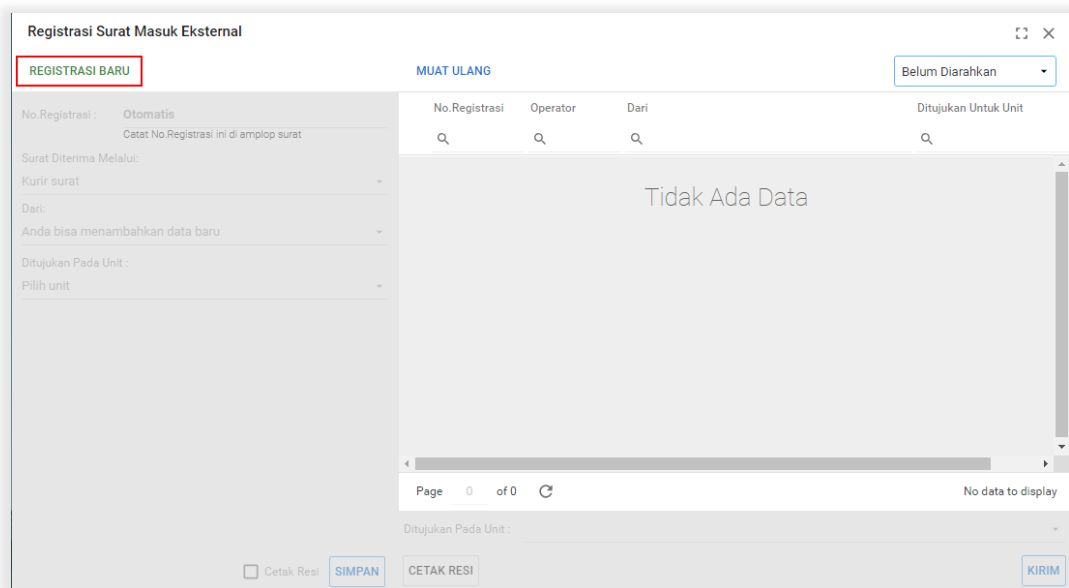 Registrasi Surat Masuk Eksternal
REGISTRASI BARU
MUAT ULANG
Belum Diarahkan
No.Registrasi : Otomatis
Catat No.Registrasi ini di amplop surat
Surat Diterima Melalui:
Kurir surat
Dari:
Anda bisa menambahkan data baru
Ditujukan Pada Unit :
Pilih unit
Cetak Resi SIMPAN
No.Registrasi Operator Dari Ditujukan Untuk Unit
Tidak Ada Data
Page 0 of 0 No data to display
Ditujukan Pada Unit :
CETAK RESI KIRIM